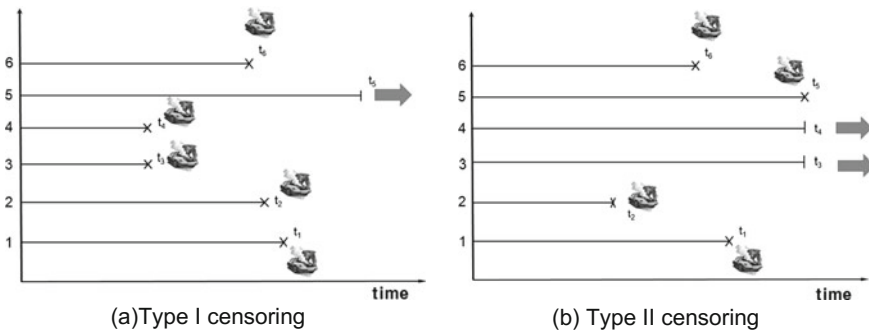 6
t6
5
t5
4
t4
3
t3
2
t2
1
t1
time
(a)Type I censoring
6
t6
5
t5
4
t4
3
t3
2
t2
1
t1
time
(b) Type II censoring